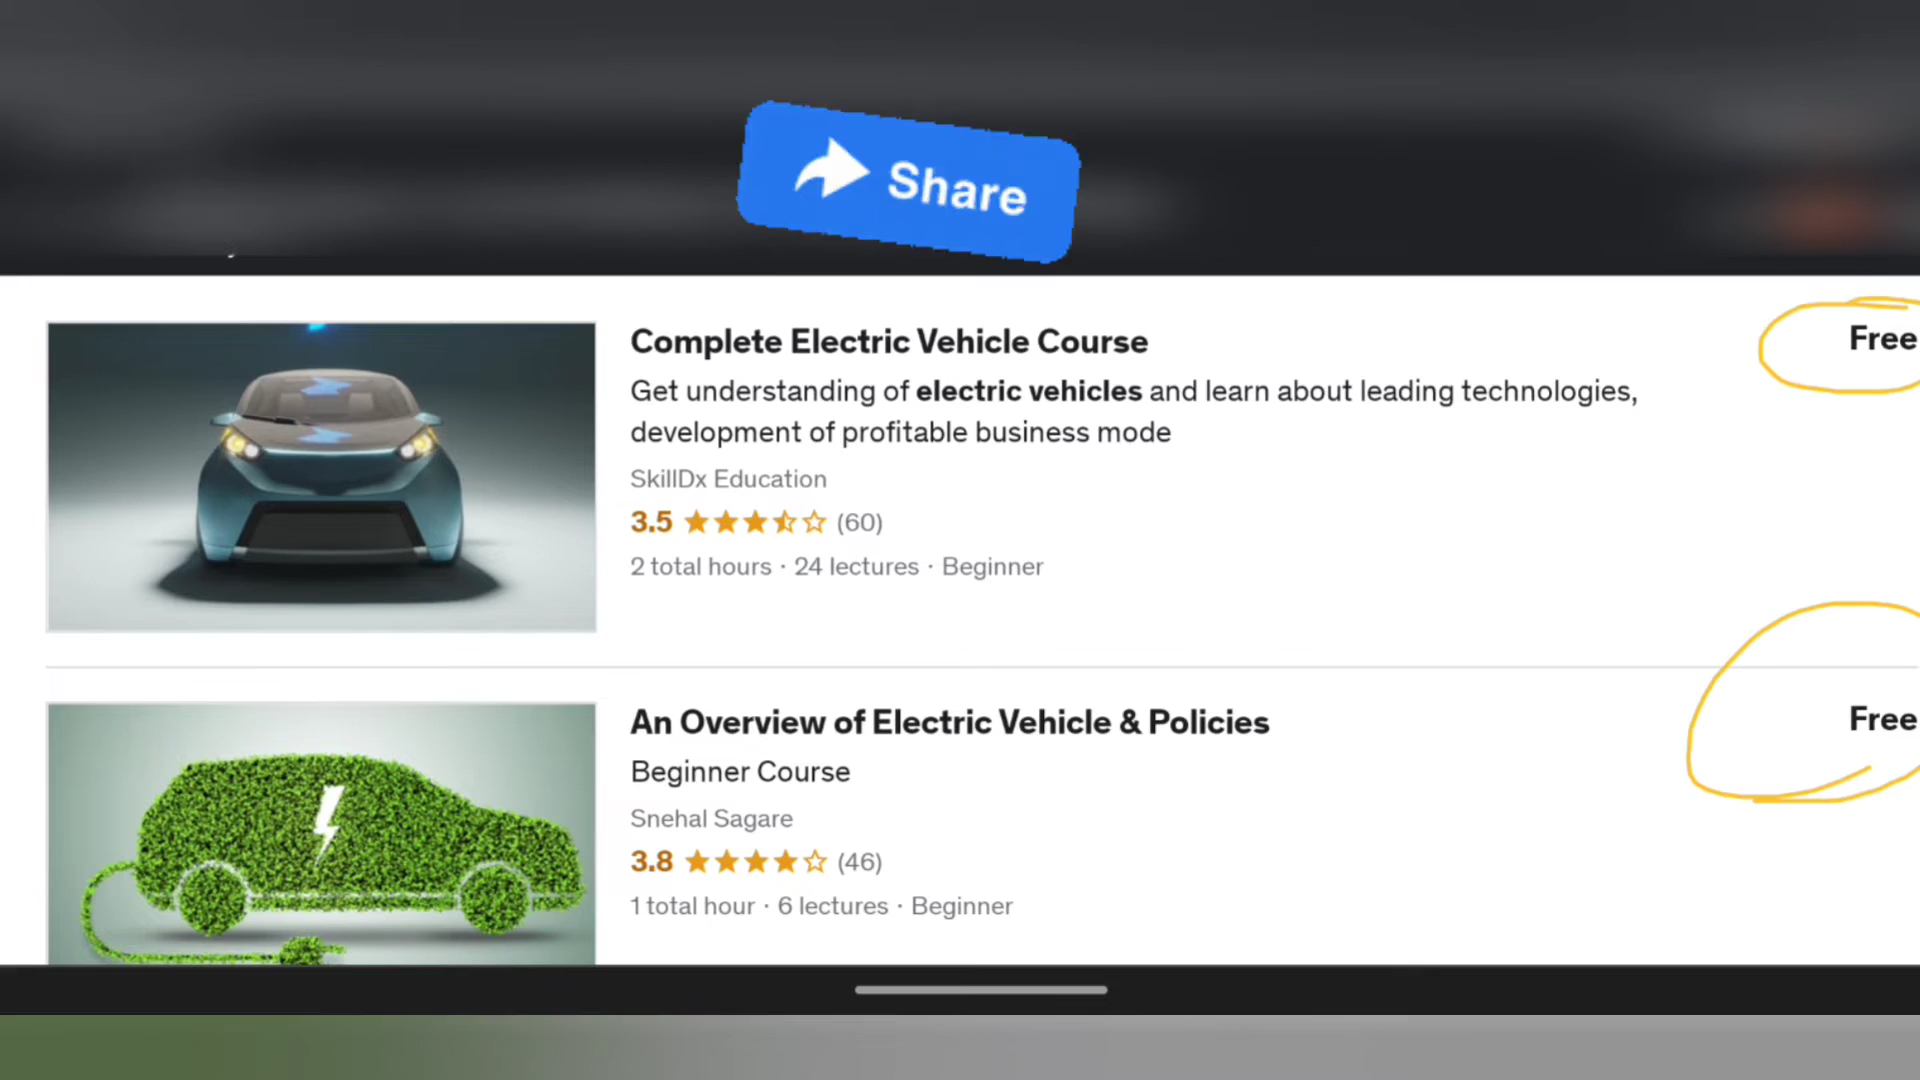 Share
Complete Electric Vehicle Course
Free
Get understanding of electric vehicles and learn about leading technologies,
development of profitable business mode
SkillDx Education
3.5 (60)
2 total hours · 24 lectures · Beginner
An Overview of Electric Vehicle & Policies
Free
Beginner Course
Snehal Sagare
3.8 (46)
1 total hour · 6 lectures · Beginner